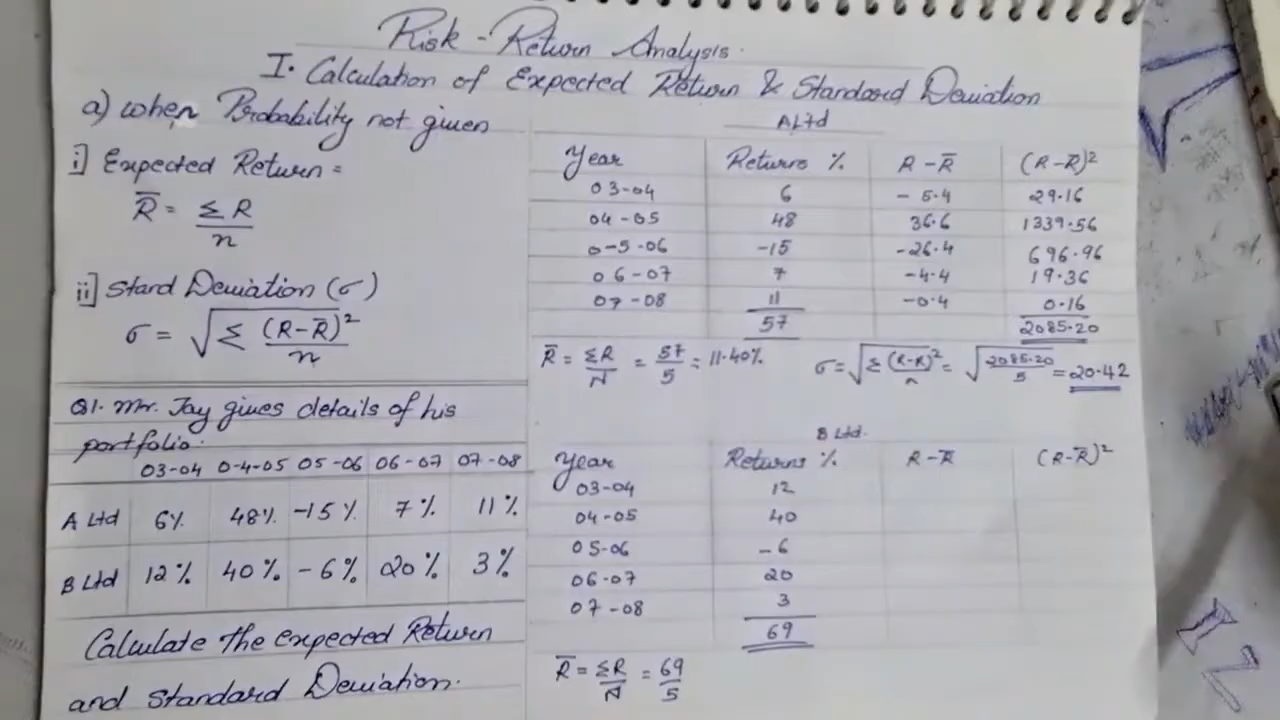 Risk - Return Analysis.
I. Calculation of Expected Return & Standard Deviation
a) when Probability not given
i] Expected Return =
R̅ = ΣR/n
ii] Stard Deviation (σ)
σ = √Σ (R-R̅)²/n
Q1. Mr. Jay gives details of his
portfolio.
03-04 0-4-05 05-06 06-07 07-08
A Ltd 6% 48% -15% 7% 11%
B Ltd 12% 40% -6% 20% 3%
Calculate the expected Return
and Standard Deviation.
A Ltd
Year Returns % R-R̅ (R-R̅)²
03-04 6 -5.4 29.16
04-05 48 36.6 1339.56
0-5-06 -15 -26.4 696.96
06-07 7 -4.4 19.36
07-08 11 -0.4 0.16
57 2085.20
R̅ = ΣR/N = 57/5 = 11.40% σ = √Σ(R-R)²/n = √2085.20/5 = 20.42
B Ltd.
Year Returns % R-R̅ (R-R̅)²
03-04 12
04-05 40
05-06 -6
06-07 20
07-08 3
69
R̅ = ΣR/N = 69/5